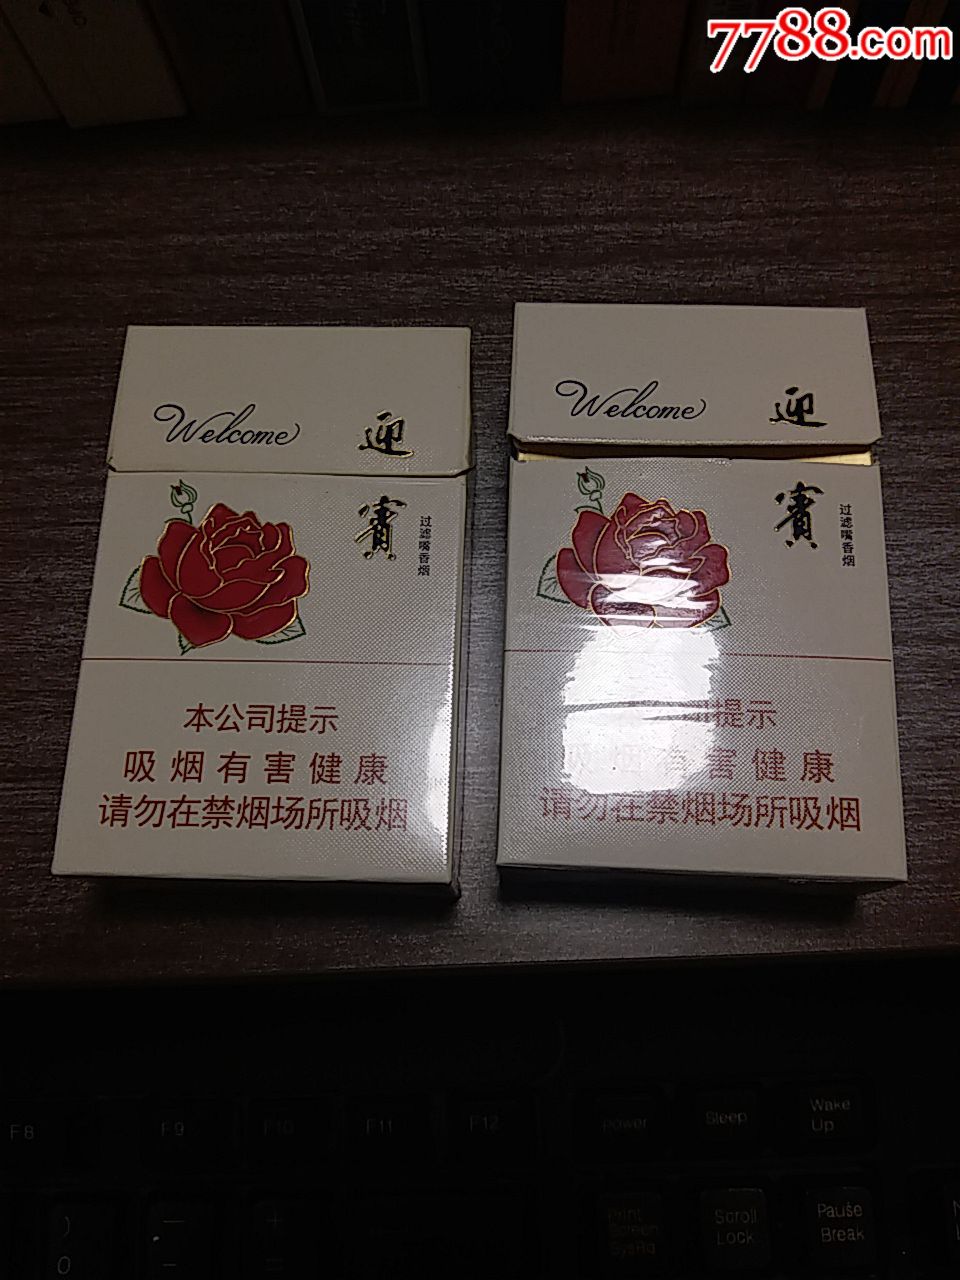 7788.com
Welcome 迎
賓
过滤嘴香烟
本公司提示
吸烟有害健康
请勿在禁烟场所吸烟
Welcome 迎
賓
过滤嘴香烟
提示
吸烟有害健康
请勿在禁烟场所吸烟
F8 F9 F10 F11 F12 Power Sleep Wake Up
) — +
0 – =
Print Screen SysRq
Scroll Lock
Pause Break